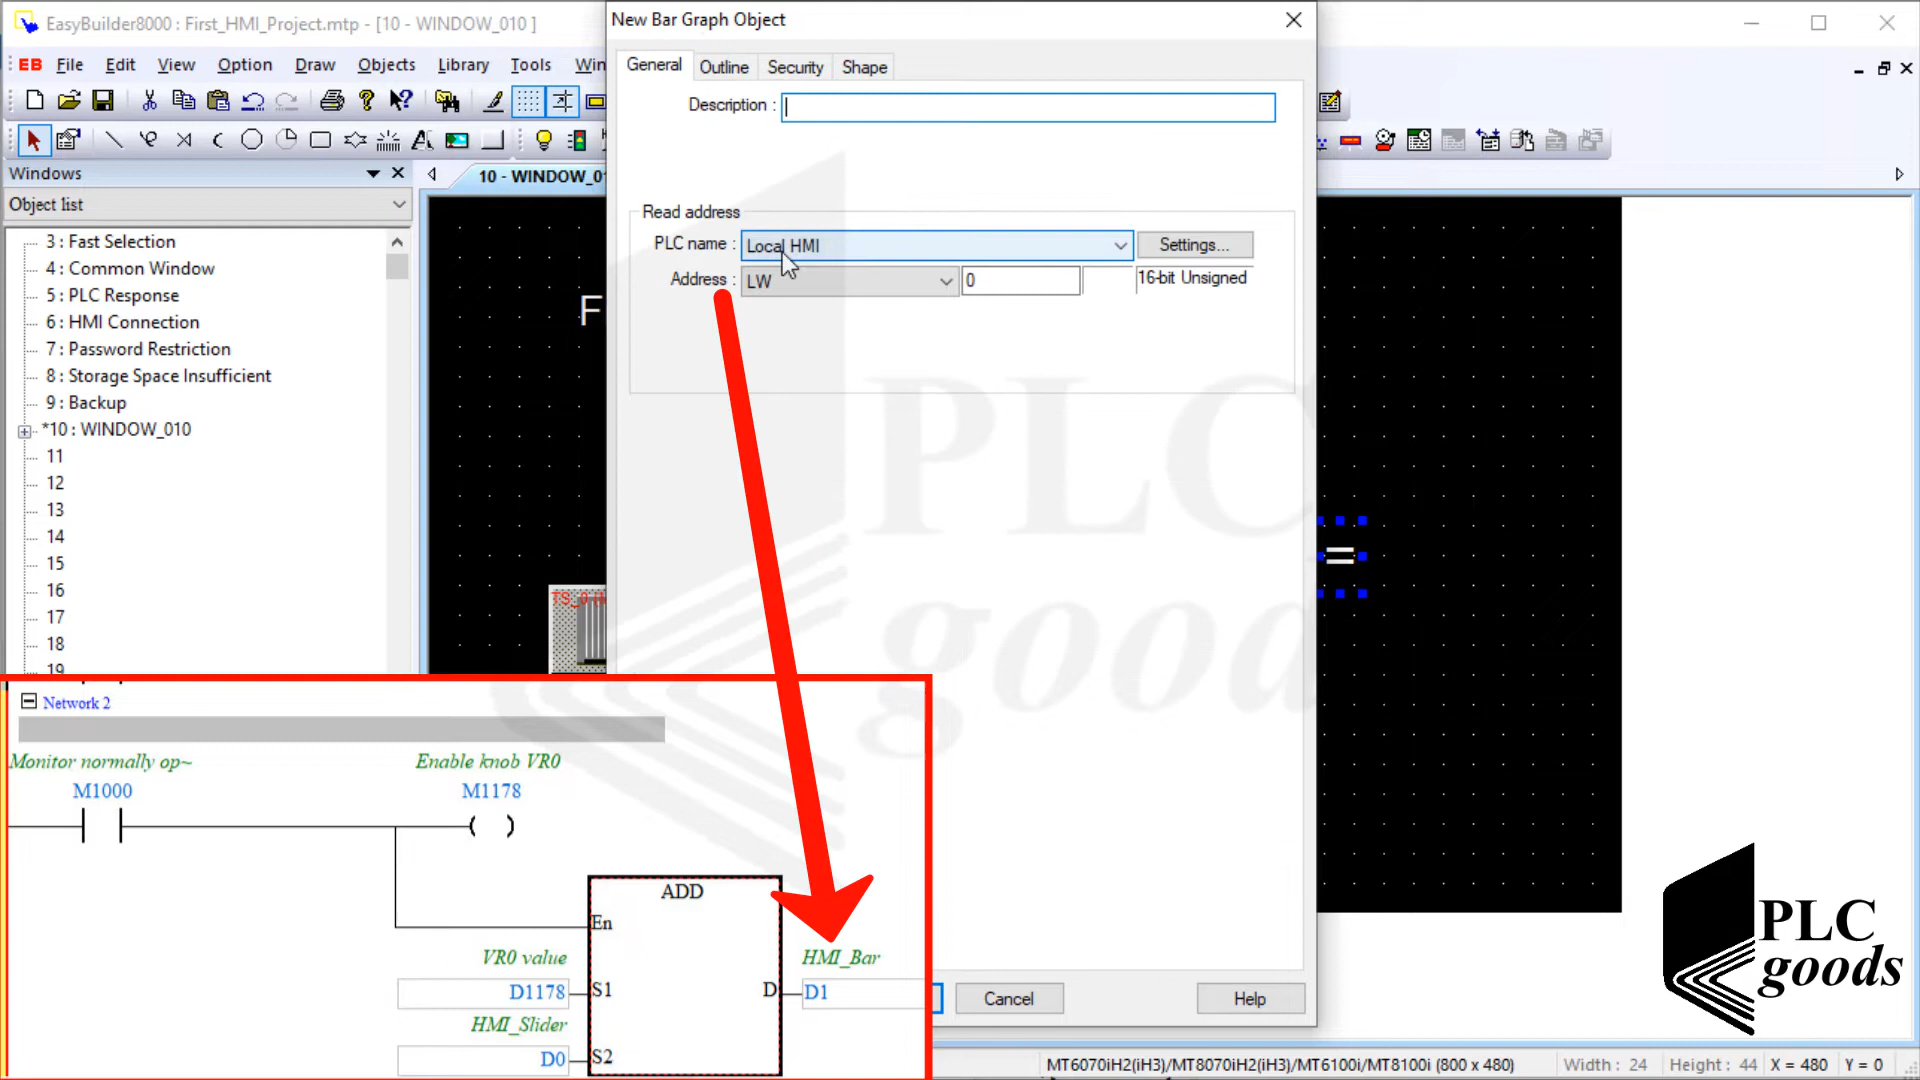 EasyBuilder8000 : First_HMI_Project.mtp - [10 - WINDOW_010 ]
New Bar Graph Object
EB File Edit View Option Draw Objects Library Tools Win
General Outline Security Shape
Description :
Windows
10 - WINDOW_01
Object list
Read address
PLC name : Local HMI Settings...
Address : LW 0 16-bit Unsigned
3 : Fast Selection
4 : Common Window
5 : PLC Response
6 : HMI Connection
7 : Password Restriction
8 : Storage Space Insufficient
9 : Backup
*10 : WINDOW_010
11
12
13
14
15
16
17
18
19
F
=
TS_0
PLC
goods
Network 2
Monitor normally op~
Enable knob VR0
M1000
M1178
ADD
En
VR0 value
HMI_Bar
D1178 S1 D D1
HMI_Slider
D0 S2
Cancel
Help
PLC
goods
MT6070iH2(iH3)/MT8070iH2(iH3)/MT6100i/MT8100i (800 x 480) Width : 24 Height : 44 X = 480 Y = 0